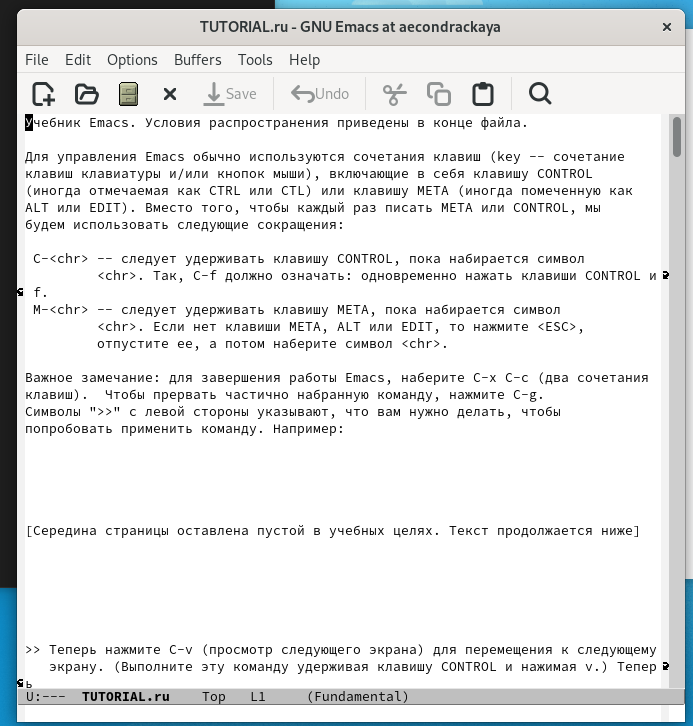 TUTORIAL.ru - GNU Emacs at aecondrackaya
File Edit Options Buffers Tools Help
Save Undo
Учебник Emacs. Условия распространения приведены в конце файла.
Для управления Emacs обычно используются сочетания клавиш (key -- сочетание
клавиш клавиатуры и/или кнопок мыши), включающие в себя клавишу CONTROL
(иногда отмечаемая как CTRL или CTL) или клавишу META (иногда помеченную как
ALT или EDIT). Вместо того, чтобы каждый раз писать META или CONTROL, мы
будем использовать следующие сокращения:
C-<chr> -- следует удерживать клавишу CONTROL, пока набирается символ
<chr>. Так, C-f должно означать: одновременно нажать клавиши CONTROL и
f.
M-<chr> -- следует удерживать клавишу META, пока набирается символ
<chr>. Если нет клавиши META, ALT или EDIT, то нажмите <ESC>,
отпустите ее, а потом наберите символ <chr>.
Важное замечание: для завершения работы Emacs, наберите C-x C-c (два сочетания
клавиш).  Чтобы прервать частично набранную команду, нажмите C-g.
Символы ">>" с левой стороны указывают, что вам нужно делать, чтобы
попробовать применить команду. Например:
[Середина страницы оставлена пустой в учебных целях. Текст продолжается ниже]
>> Теперь нажмите C-v (просмотр следующего экрана) для перемещения к следующему
экрану. (Выполните эту команду удерживая клавишу CONTROL и нажимая v.) Тепер
ь
U:--- TUTORIAL.ru Top L1 (Fundamental)